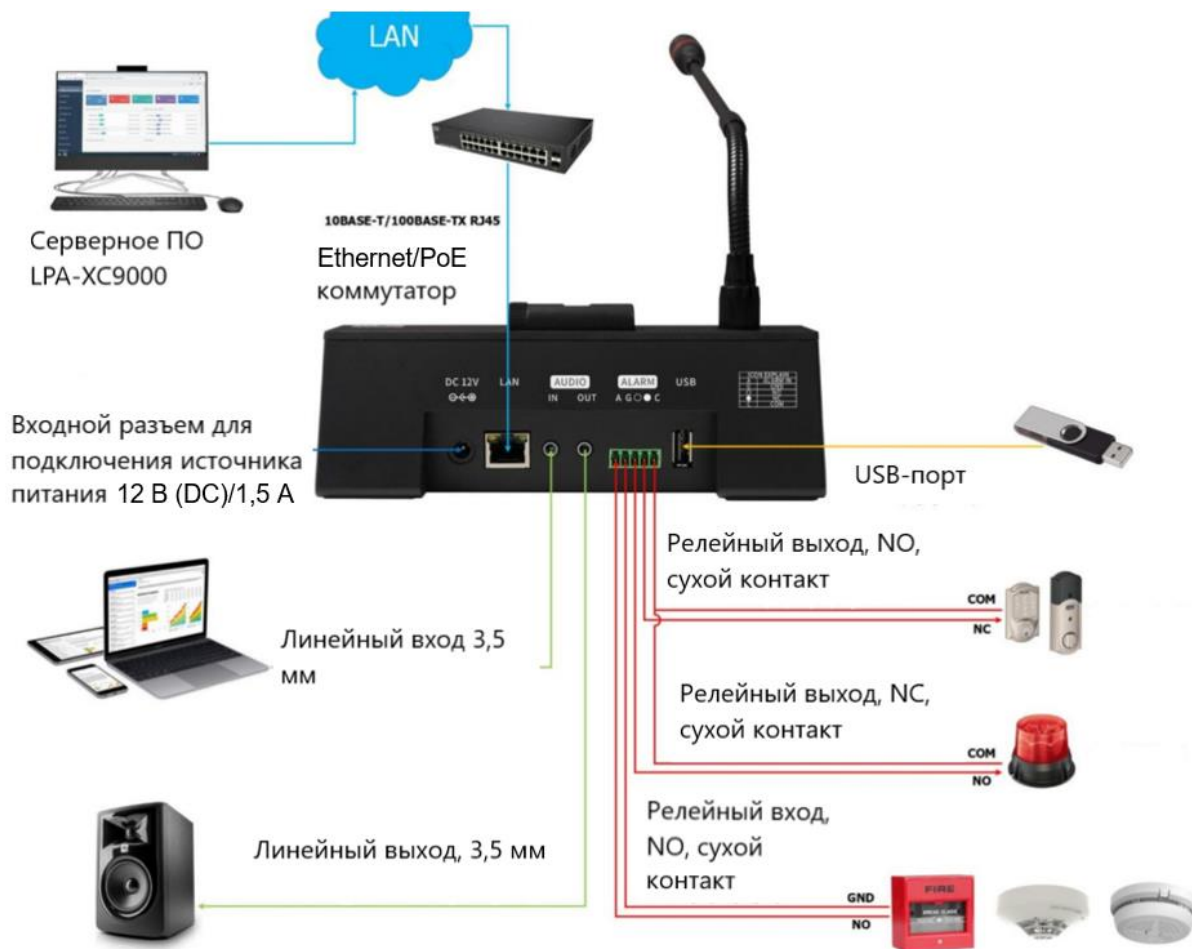 LAN
Серверное ПО
LPA-XC9000
10BASE-T/100BASE-TX RJ45
Ethernet/PoE
коммутатор
DC 12V
LAN
AUDIO
IN OUT
ALARM
A G C
USB
ICON EXPLAIN
COM
Входной разъем для
подключения источника
питания 12 В (DC)/1,5 А
USB-порт
Релейный выход, NO,
сухой контакт
COM
NC
Линейный вход 3,5
мм
Релейный выход, NC,
сухой контакт
COM
NO
Линейный выход, 3,5 мм
Релейный вход,
NO, сухой
контакт
GND
NO
FIRE